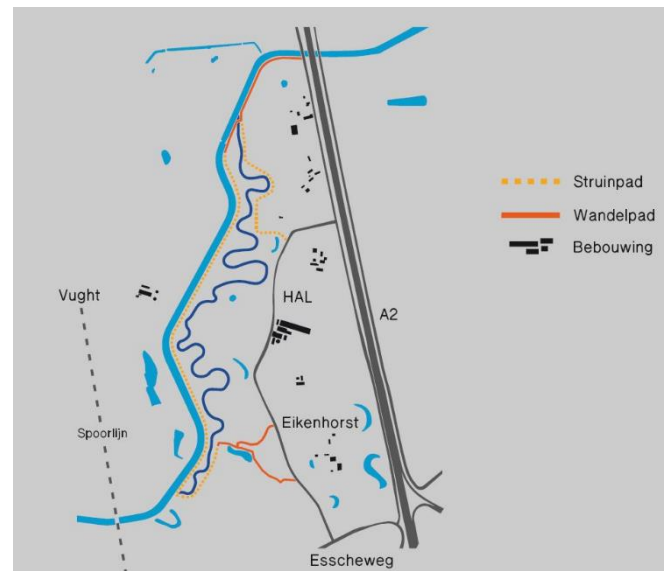 Struinpad
Wandelpad
Bebouwing
Vught
HAL
A2
Eikenhorst
Spoorlijn
Esscheweg